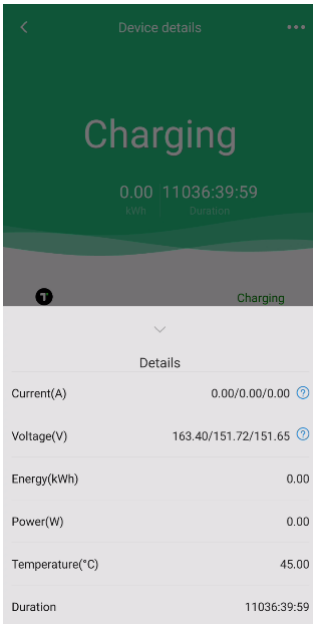 Device details
Charging
0.00 11036:39:59
kWh Duration
T
Charging
Details
Current(A) 0.00/0.00/0.00 ?
Voltage(V) 163.40/151.72/151.65 ?
Energy(kWh) 0.00
Power(W) 0.00
Temperature(°C) 45.00
Duration 11036:39:59